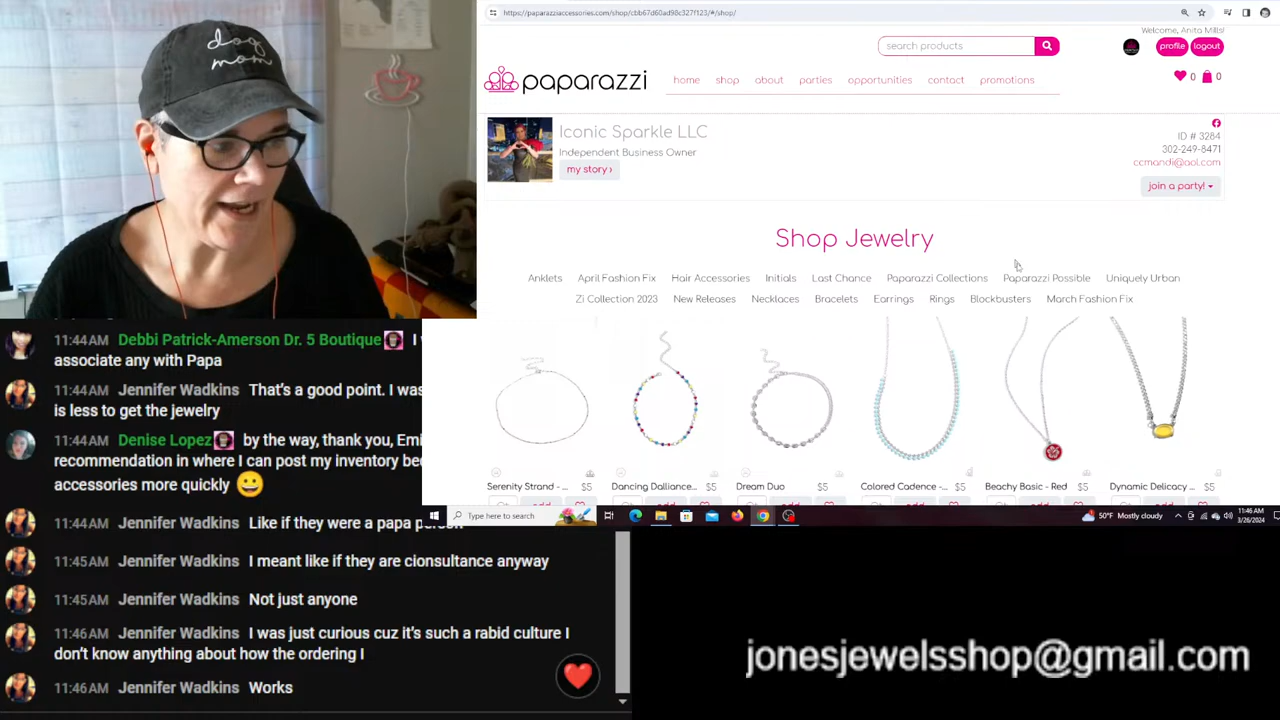 dog
mom
https://paparazziaccessories.com/shop/cbb67d60ad98c327f123/#/shop/
Welcome, Anita Mills!
search products
profile
logout
paparazzi
home shop about parties opportunities contact promotions
0 0
Iconic Sparkle LLC
Independent Business Owner
my story ›
ID # 3284
302-249-8471
ccmandi@aol.com
join a party!
Shop Jewelry
Anklets April Fashion Fix Hair Accessories Initials Last Chance Paparazzi Collections Paparazzi Possible Uniquely Urban
Zi Collection 2023 New Releases Necklaces Bracelets Earrings Rings Blockbusters March Fashion Fix
Serenity Strand - ... $5 Dancing Dalliance... $5 Dream Duo $5 Colored Cadence -... $5 Beachy Basic - Red $5 Dynamic Delicacy ... $5
Type here to search
50°F Mostly cloudy
11:46 AM
3/26/2024
11:44AM Debbi Patrick-Amerson Dr. 5 Boutique I
associate any with Papa
11:44AM Jennifer Wadkins That's a good point. I was
is less to get the jewelry
11:44AM Denise Lopez by the way, thank you, Emi
recommendation in where I can post my inventory be
accessories more quickly 😀
11:44AM Jennifer Wadkins Like if they were a papa person
11:45AM Jennifer Wadkins I meant like if they are cionsultance anyway
11:45AM Jennifer Wadkins Not just anyone
11:46AM Jennifer Wadkins I was just curious cuz it's such a rabid culture I
don't know anything about how the ordering I
11:46AM Jennifer Wadkins Works
jonesjewelsshop@gmail.com